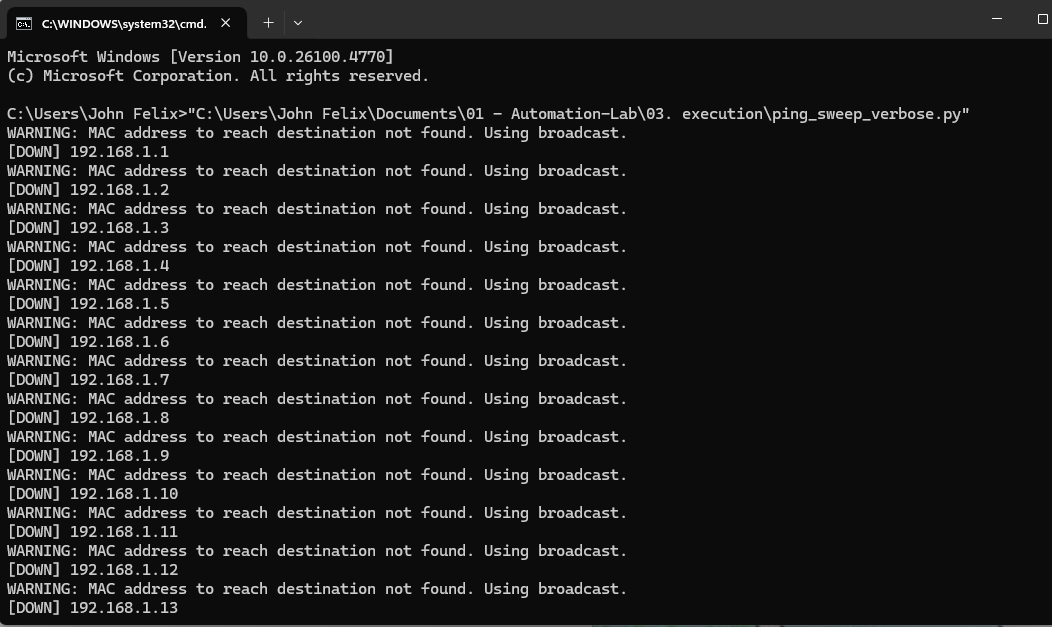 C:\WINDOWS\system32\cmd.
Microsoft Windows [Version 10.0.26100.4770]
(c) Microsoft Corporation. All rights reserved.
C:\Users\John Felix>"C:\Users\John Felix\Documents\01 - Automation-Lab\03. execution\ping_sweep_verbose.py"
WARNING: MAC address to reach destination not found. Using broadcast.
[DOWN] 192.168.1.1
WARNING: MAC address to reach destination not found. Using broadcast.
[DOWN] 192.168.1.2
WARNING: MAC address to reach destination not found. Using broadcast.
[DOWN] 192.168.1.3
WARNING: MAC address to reach destination not found. Using broadcast.
[DOWN] 192.168.1.4
WARNING: MAC address to reach destination not found. Using broadcast.
[DOWN] 192.168.1.5
WARNING: MAC address to reach destination not found. Using broadcast.
[DOWN] 192.168.1.6
WARNING: MAC address to reach destination not found. Using broadcast.
[DOWN] 192.168.1.7
WARNING: MAC address to reach destination not found. Using broadcast.
[DOWN] 192.168.1.8
WARNING: MAC address to reach destination not found. Using broadcast.
[DOWN] 192.168.1.9
WARNING: MAC address to reach destination not found. Using broadcast.
[DOWN] 192.168.1.10
WARNING: MAC address to reach destination not found. Using broadcast.
[DOWN] 192.168.1.11
WARNING: MAC address to reach destination not found. Using broadcast.
[DOWN] 192.168.1.12
WARNING: MAC address to reach destination not found. Using broadcast.
[DOWN] 192.168.1.13